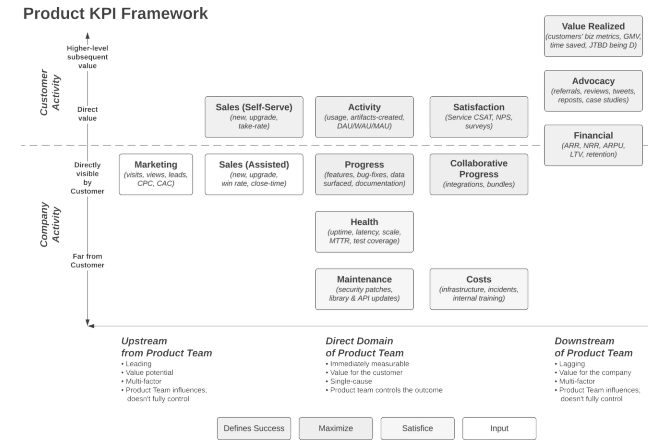 Product KPI Framework
Customer
Activity
Company
Activity
Higher-level
subsequent
value
Direct
value
Directly
visible
by
Customer
Far from
Customer
Value Realized
(customers' biz metrics, GMV,
time saved, JTBD being D)
Advocacy
(referrals, reviews, tweets,
reposts, case studies)
Sales (Self-Serve)
(new, upgrade,
take-rate)
Activity
(usage, artifacts-created,
DAU/WAU/MAU)
Satisfaction
(Service CSAT, NPS,
surveys)
Financial
(ARR, NRR, ARPU,
LTV, retention)
Marketing
(visits, views, leads,
CPC, CAC)
Sales (Assisted)
(new, upgrade,
win rate, close-time)
Progress
(features, bug-fixes, data
surfaced, documentation)
Collaborative
Progress
(integrations, bundles)
Health
(uptime, latency, scale,
MTTR, test coverage)
Maintenance
(security patches,
library & API updates)
Costs
(infrastructure, incidents,
internal training)
Upstream
from Product Team
• Leading
• Value potential
• Multi-factor
• Product Team influences;
doesn't fully control
Direct Domain
of Product Team
• Immediately measurable
• Value for the customer
• Single-cause
• Product team controls the outcome
Downstream
of Product Team
• Lagging
• Value for the company
• Multi-factor
• Product Team influences;
doesn't fully control
Defines Success
Maximize
Satisfice
Input